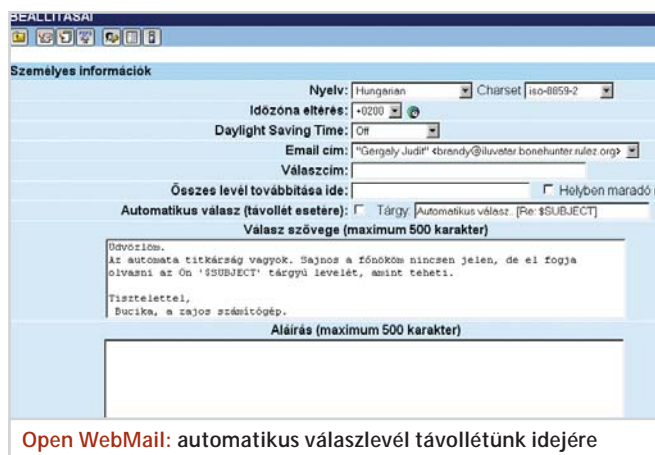 BEÁLLÍTÁSAI
Személyes információk
Nyelv: Hungarian Charset iso-8859-2
Időzóna eltérés: +0200
Daylight Saving Time: Off
Email cím: "Gergely Judit" <brendy@iluvatar.bonehunter.rulez.org>
Válaszcím:
Összes levél továbbítása ide: Helyben maradó
Automatikus válasz (távollét esetére): Tárgy: Automatikus válasz.. [Re: $SUBJECT]
Válasz szövege (maximum 500 karakter)
Üdvözlöm.
Az automata titkárság vagyok. Sajnos a főnököm nincsen jelen, de el fogja
olvasni az Ön '$SUBJECT' tárgyú levelét, amint teheti.
Tisztelettel,
Bucika, a zajos számítógép.
Aláírás (maximum 500 karakter)
Open WebMail: automatikus válaszlevél távollétünk idejére